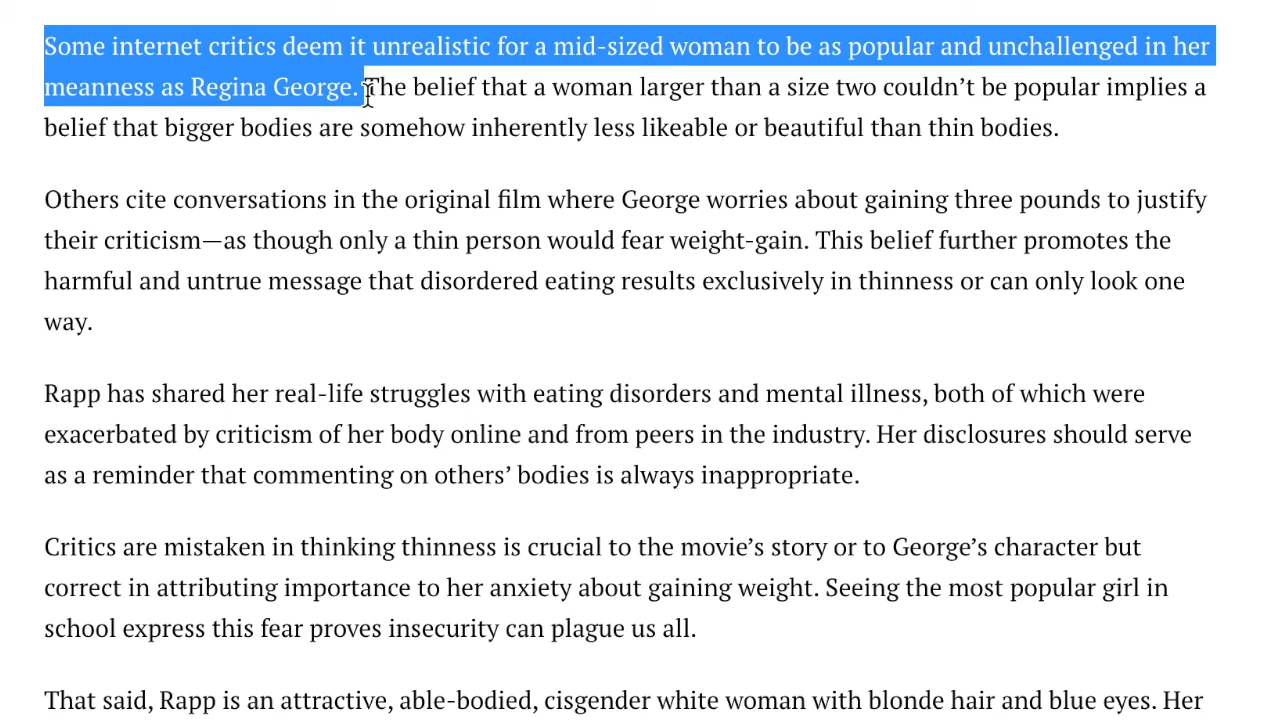 Some internet critics deem it unrealistic for a mid-sized woman to be as popular and unchallenged in her
meanness as Regina George. The belief that a woman larger than a size two couldn’t be popular implies a
belief that bigger bodies are somehow inherently less likeable or beautiful than thin bodies.
Others cite conversations in the original film where George worries about gaining three pounds to justify
their criticism—as though only a thin person would fear weight-gain. This belief further promotes the
harmful and untrue message that disordered eating results exclusively in thinness or can only look one
way.
Rapp has shared her real-life struggles with eating disorders and mental illness, both of which were
exacerbated by criticism of her body online and from peers in the industry. Her disclosures should serve
as a reminder that commenting on others’ bodies is always inappropriate.
Critics are mistaken in thinking thinness is crucial to the movie’s story or to George’s character but
correct in attributing importance to her anxiety about gaining weight. Seeing the most popular girl in
school express this fear proves insecurity can plague us all.
That said, Rapp is an attractive, able-bodied, cisgender white woman with blonde hair and blue eyes. Her